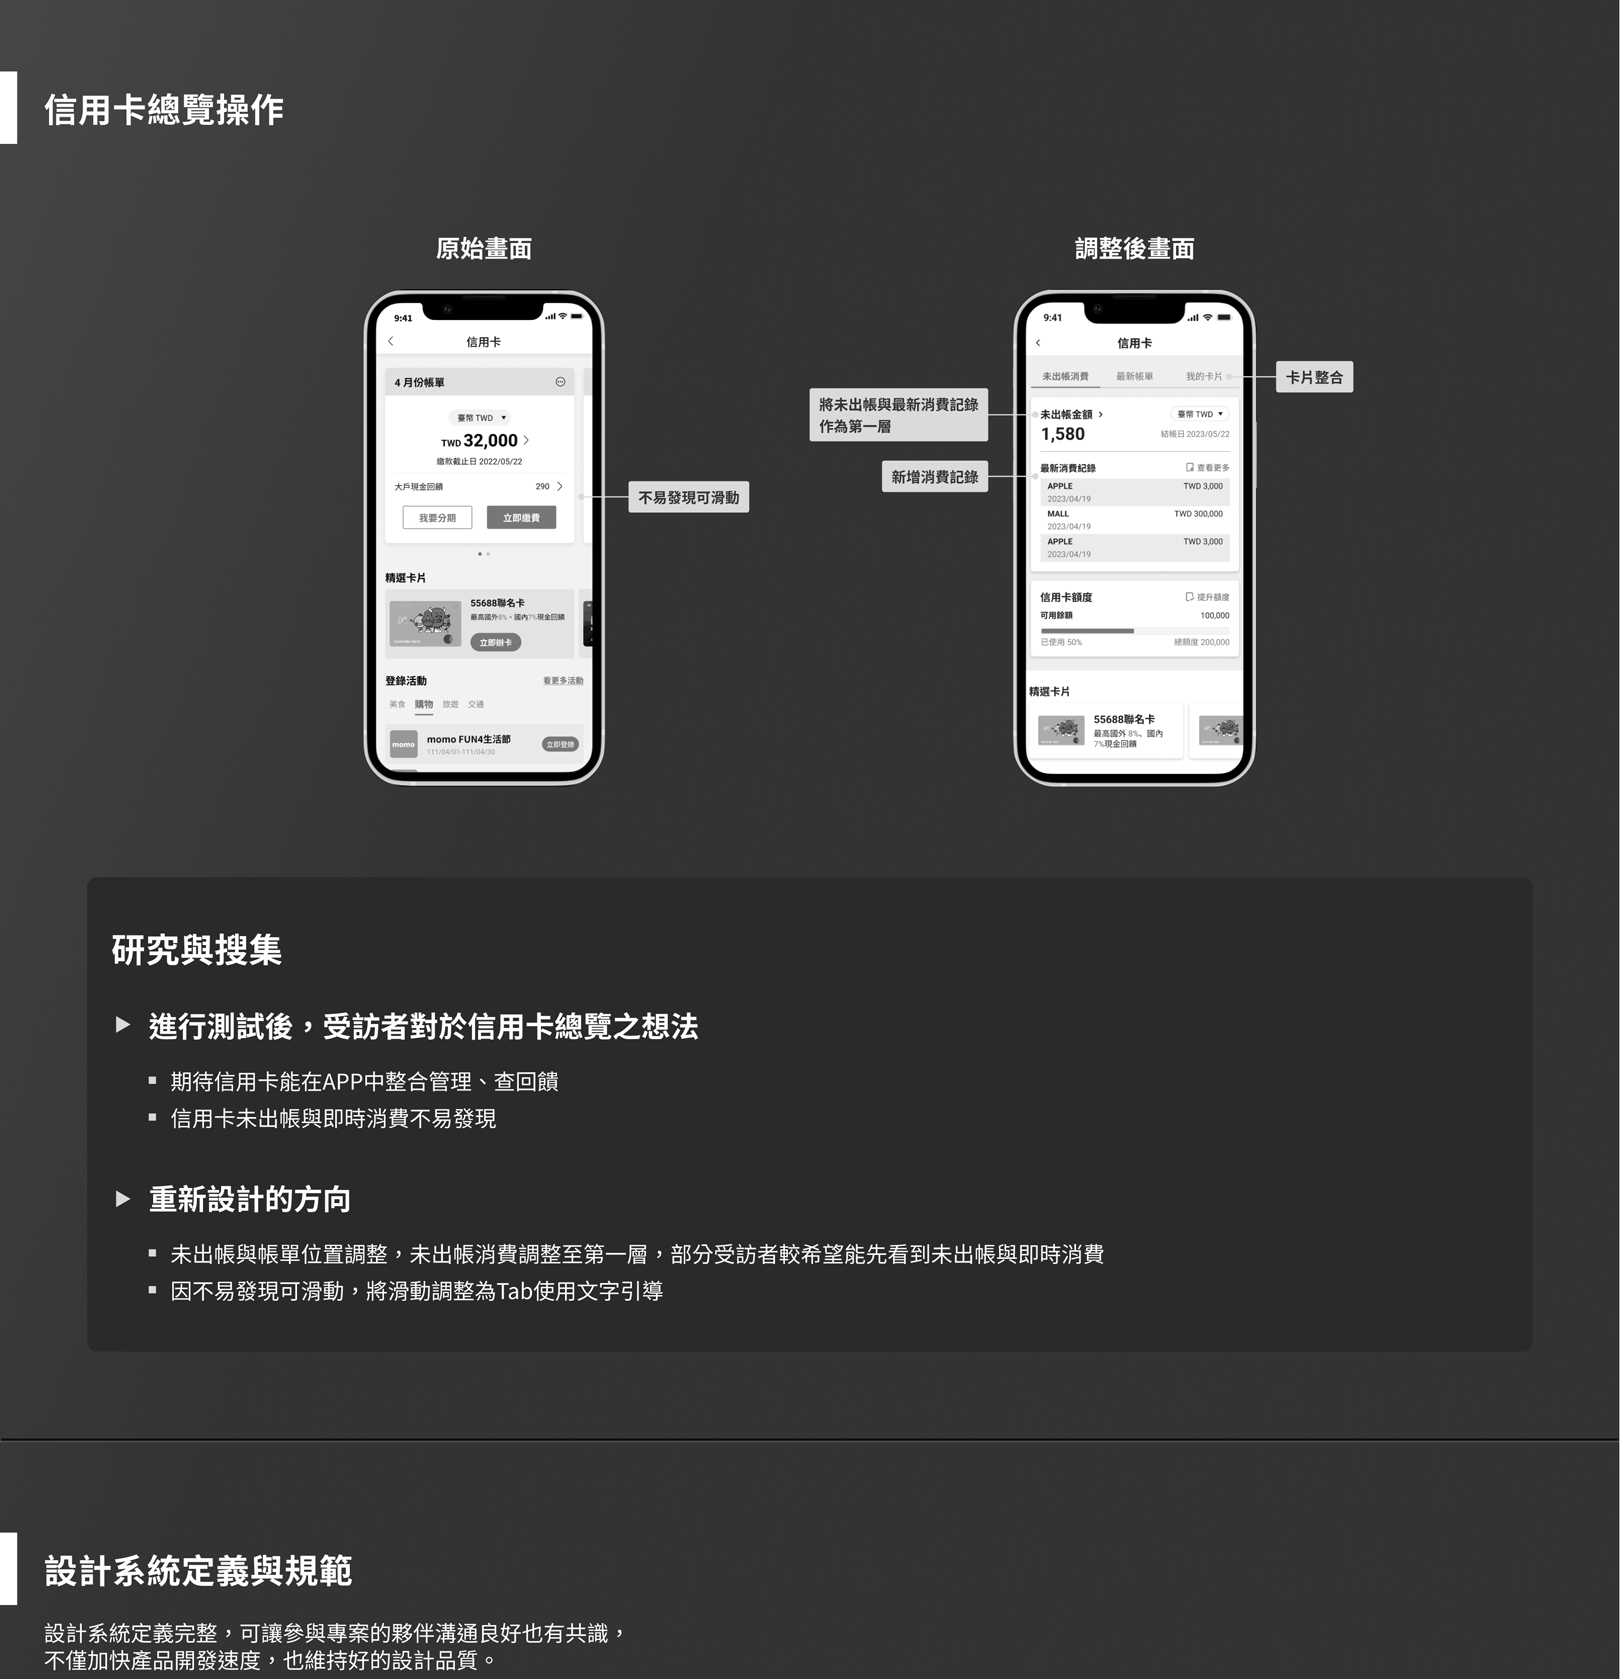 信用卡總覽操作
原始畫面
9:41
信用卡
4 月份帳單
臺幣 TWD
TWD 32,000
繳款截止日 2022/05/22
大戶現金回饋 290
我要分期 立即繳費
不易發現可滑動
精選卡片
55688聯名卡
最高國外8%、國內7%現金回饋
立即辦卡
登錄活動 看更多活動
美食 購物 旅遊 交通
momo
momo FUN4生活節
111/04/01-111/04/30
立即登錄
調整後畫面
9:41
信用卡
未出帳消費 最新帳單 我的卡片
卡片整合
將未出帳與最新消費記錄
作為第一層
未出帳金額
臺幣 TWD
1,580
結帳日 2023/05/22
新增消費記錄
最新消費紀錄 查看更多
APPLE TWD 3,000
2023/04/19
MALL TWD 300,000
2023/04/19
APPLE TWD 3,000
2023/04/19
信用卡額度 提升額度
可用餘額 100,000
已使用 50% 總額度 200,000
精選卡片
55688聯名卡
最高國外 8%、國內
7%現金回饋
研究與搜集
進行測試後，受訪者對於信用卡總覽之想法
期待信用卡能在APP中整合管理、查回饋
信用卡未出帳與即時消費不易發現
重新設計的方向
未出帳與帳單位置調整，未出帳消費調整至第一層，部分受訪者較希望能先看到未出帳與即時消費
因不易發現可滑動，將滑動調整為Tab使用文字引導
設計系統定義與規範
設計系統定義完整，可讓參與專案的夥伴溝通良好也有共識，
不僅加快產品開發速度，也維持好的設計品質。